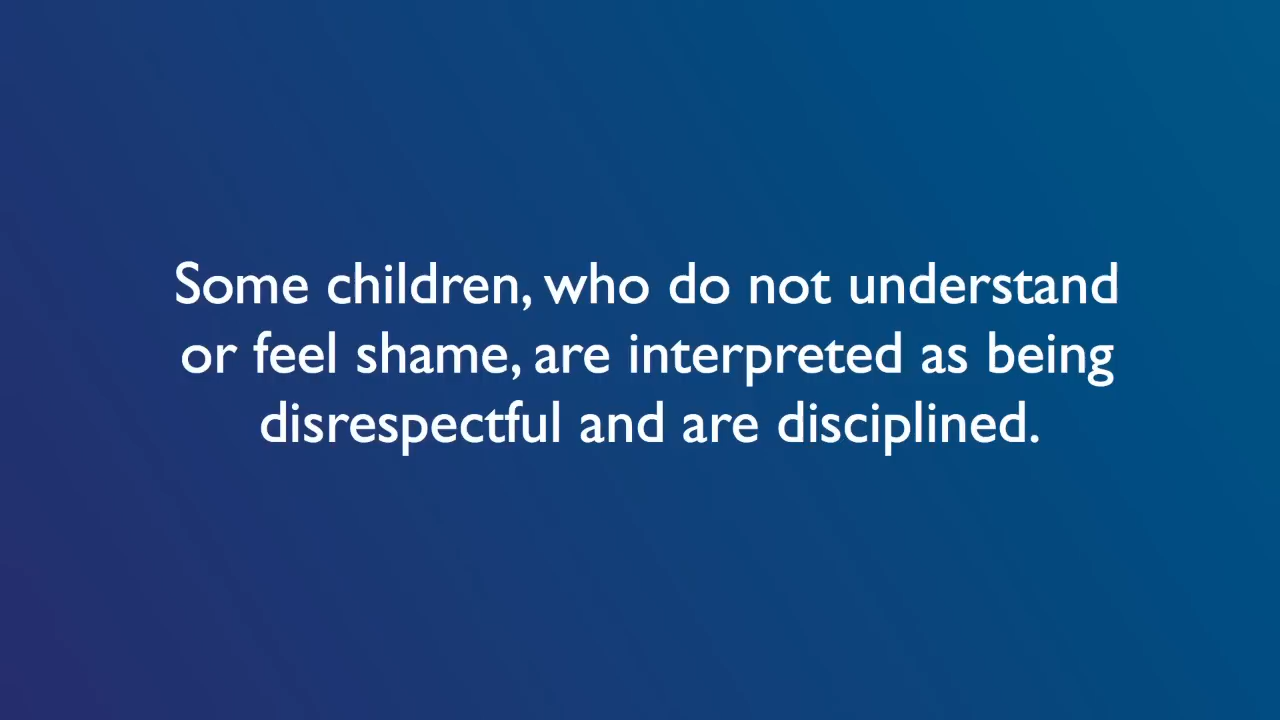 Some children, who do not understand
or feel shame, are interpreted as being
disrespectful and are disciplined.